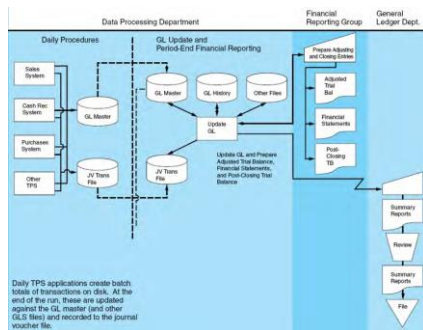 Data Processing Department
Financial
Reporting Group
General
Ledger Dept.
Daily Procedures
GL Update and
Period-End Financial Reporting
Sales
System
Cash Rec
System
Purchases
System
Other
TPS
GL Master
JV Trans
File
GL Master
GL History
Other Files
Update
GL
JV Trans
File
Update GL and Prepare
Adjusted Trial Balance,
Financial Statements,
and Post-Closing Trial
Balance
Prepare Adjusting
and Closing Entries
Adjusted
Trial
Bal
Financial
Statements
Post-
Closing
TB
Summary
Reports
Review
Summary
Reports
File
Daily TPS applications create batch
totals of transactions on disk. At the
end of the run, these are updated
against the GL master (and other
GLS files) and recorded to the journal
voucher file.